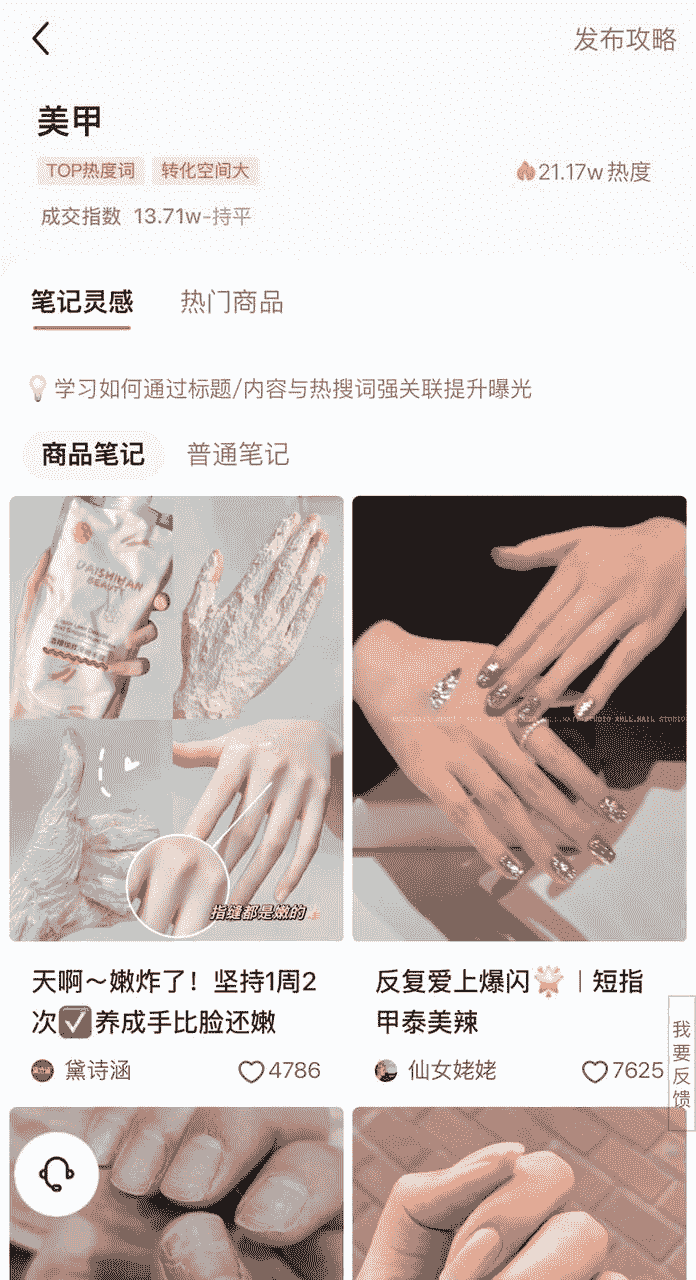 发布攻略
美甲
TOP热度词 转化空间大
21.17w热度
成交指数 13.71w-持平
笔记灵感 热门商品
学习如何通过标题/内容与热搜词强关联提升曝光
商品笔记 普通笔记
DAISHIHAN
BEAUTY
指缝都是嫩的
天啊～嫩炸了！坚持1周2
次✅养成手比脸还嫩
黛诗涵
4786
反复爱上爆闪🌟｜短指
甲泰美辣
仙女姥姥
7625
我要反馈